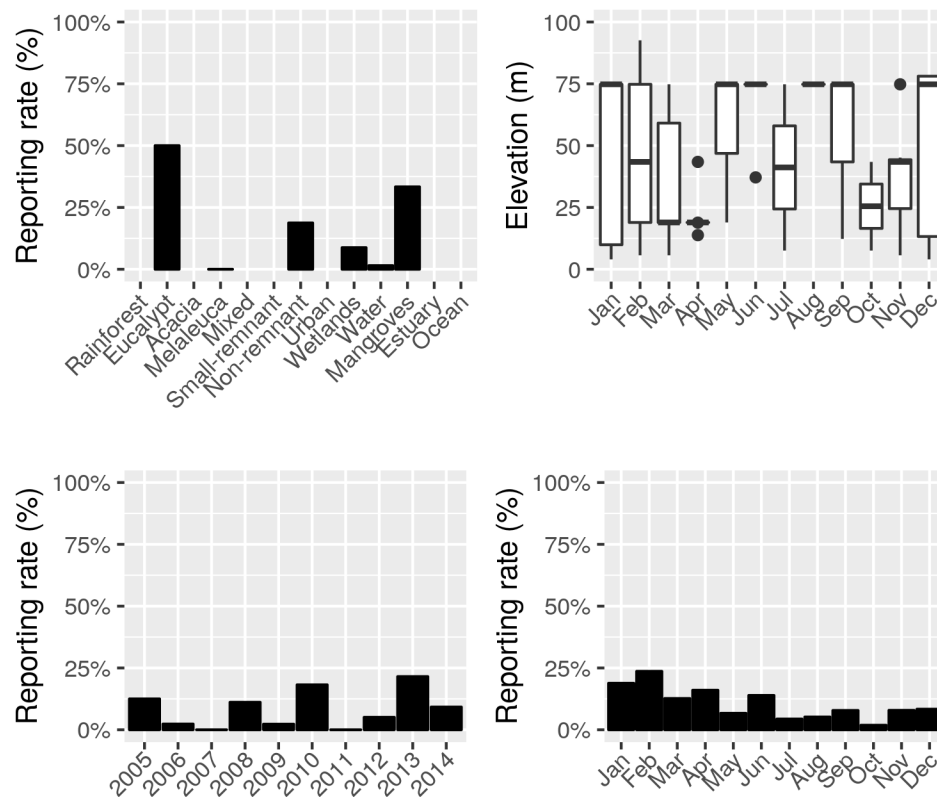 Reporting rate (%)
100%
75%
50%
25%
0%
Rainforest
Eucalypt
Acacia
Melaleuca
Mixed
Small-remnant
Non-remnant
Urban
Wetlands
Water
Mangroves
Estuary
Ocean
Elevation (m)
100
75
50
25
0
Jan
Feb
Mar
Apr
May
Jun
Jul
Aug
Sep
Oct
Nov
Dec
Reporting rate (%)
100%
75%
50%
25%
0%
2005
2006
2007
2008
2009
2010
2011
2012
2013
2014
Reporting rate (%)
100%
75%
50%
25%
0%
Jan
Feb
Mar
Apr
May
Jun
Jul
Aug
Sep
Oct
Nov
Dec